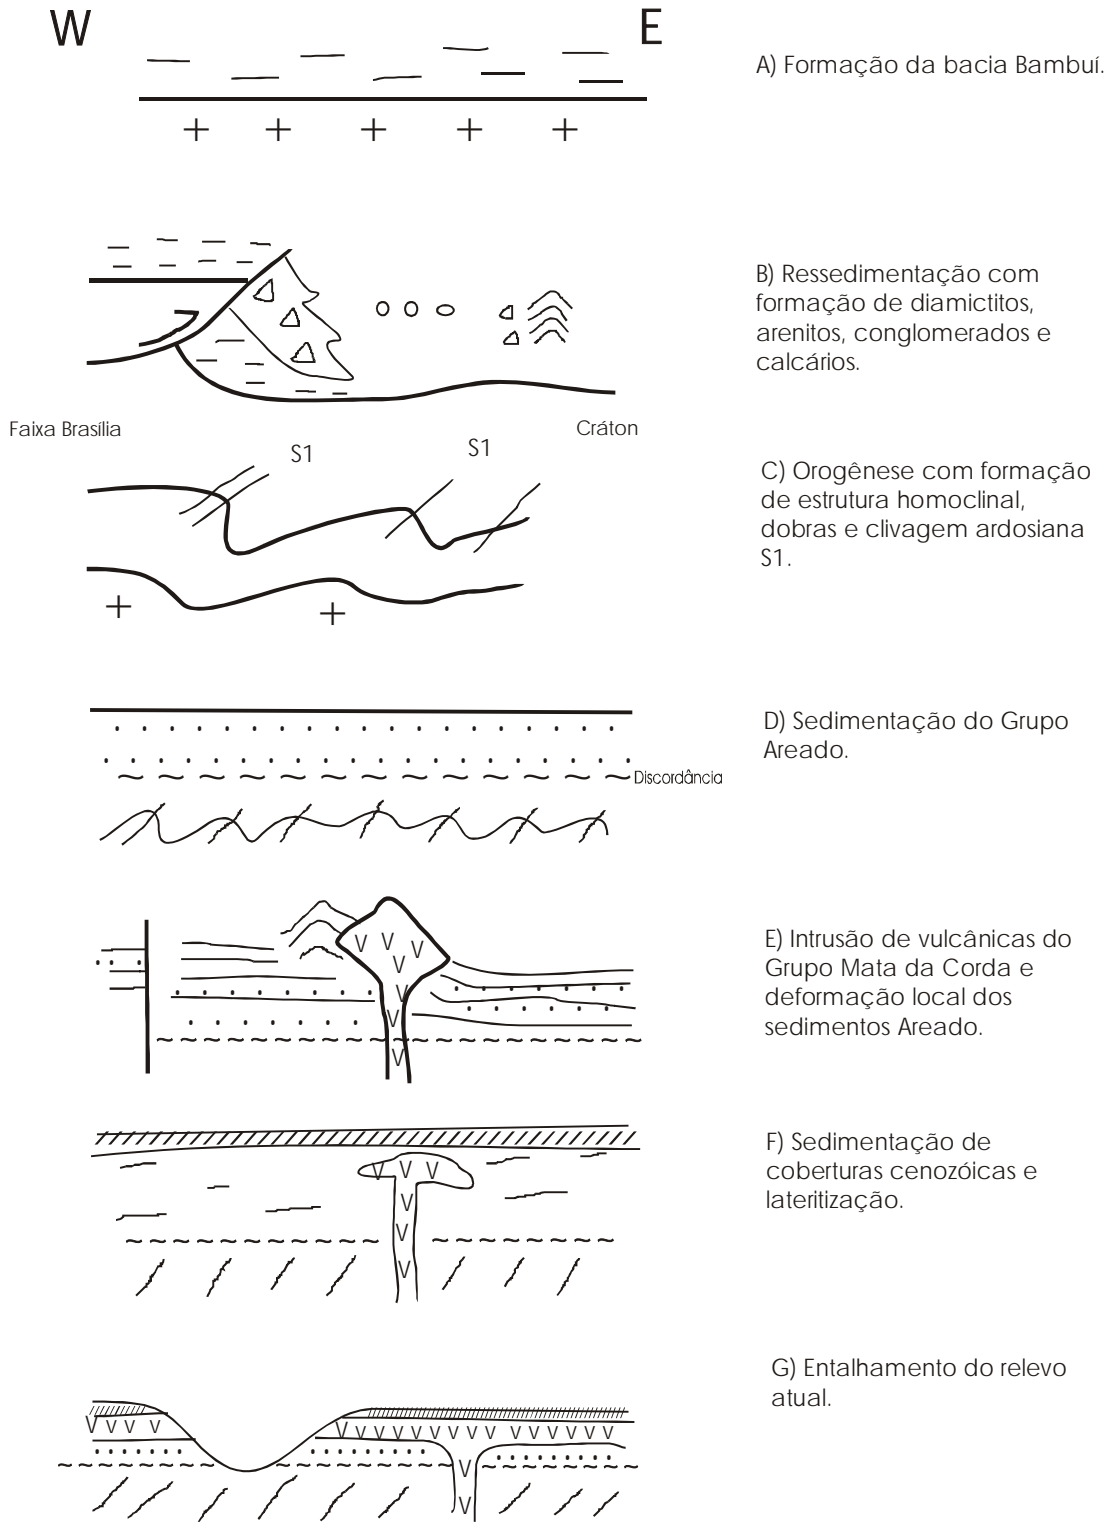 W
E
A) Formação da bacia Bambuí.
B) Ressedimentação com
formação de diamictitos,
arenitos, conglomerados e
calcários.
Faixa Brasília
Cráton
S1
S1
C) Orogênese com formação
de estrutura homoclinal,
dobras e clivagem ardosiana
S1.
D) Sedimentação do Grupo
Areado.
Discordância
E) Intrusão de vulcânicas do
Grupo Mata da Corda e
deformação local dos
sedimentos Areado.
F) Sedimentação de
coberturas cenozóicas e
lateritização.
G) Entalhamento do relevo
atual.